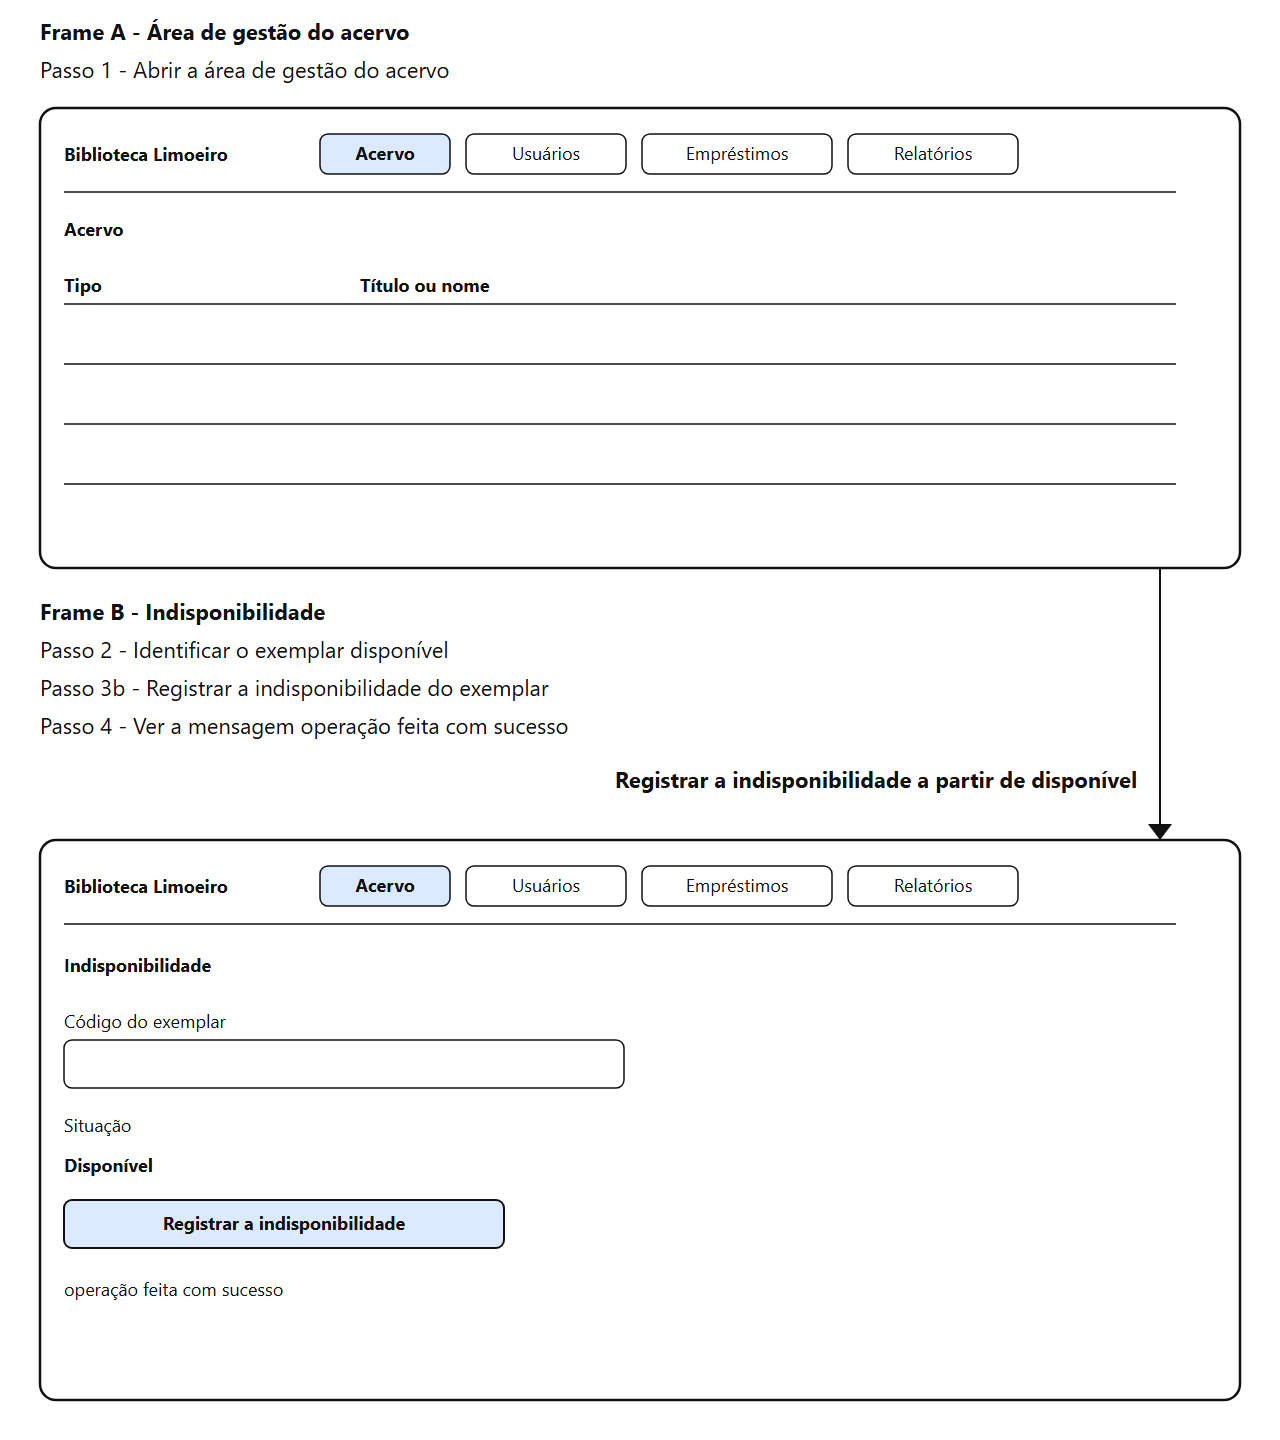 Frame A - Área de gestão do acervo
Passo 1 - Abrir a área de gestão do acervo
Biblioteca Limoeiro Acervo Usuários Empréstimos Relatórios
Acervo
Tipo Título ou nome
Frame B - Indisponibilidade
Passo 2 - Identificar o exemplar disponível
Passo 3b - Registrar a indisponibilidade do exemplar
Passo 4 - Ver a mensagem operação feita com sucesso
Registrar a indisponibilidade a partir de disponível
Biblioteca Limoeiro Acervo Usuários Empréstimos Relatórios
Indisponibilidade
Código do exemplar
Situação
Disponível
Registrar a indisponibilidade
operação feita com sucesso